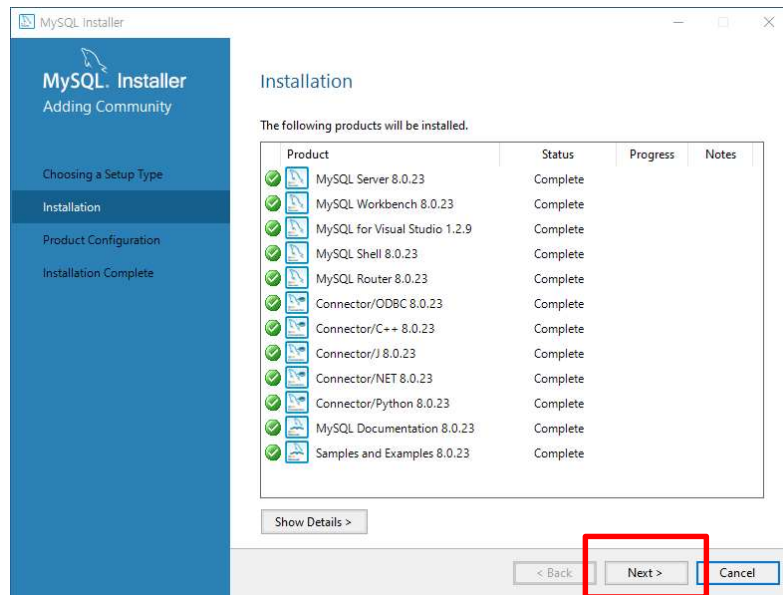 MySQL Installer
MySQL. Installer
Adding Community
Choosing a Setup Type
Installation
Product Configuration
Installation Complete
Installation
The following products will be installed.
Product Status Progress Notes
MySQL Server 8.0.23 Complete
MySQL Workbench 8.0.23 Complete
MySQL for Visual Studio 1.2.9 Complete
MySQL Shell 8.0.23 Complete
MySQL Router 8.0.23 Complete
Connector/ODBC 8.0.23 Complete
Connector/C++ 8.0.23 Complete
Connector/J 8.0.23 Complete
Connector/NET 8.0.23 Complete
Connector/Python 8.0.23 Complete
MySQL Documentation 8.0.23 Complete
Samples and Examples 8.0.23 Complete
Show Details >
< Back Next > Cancel